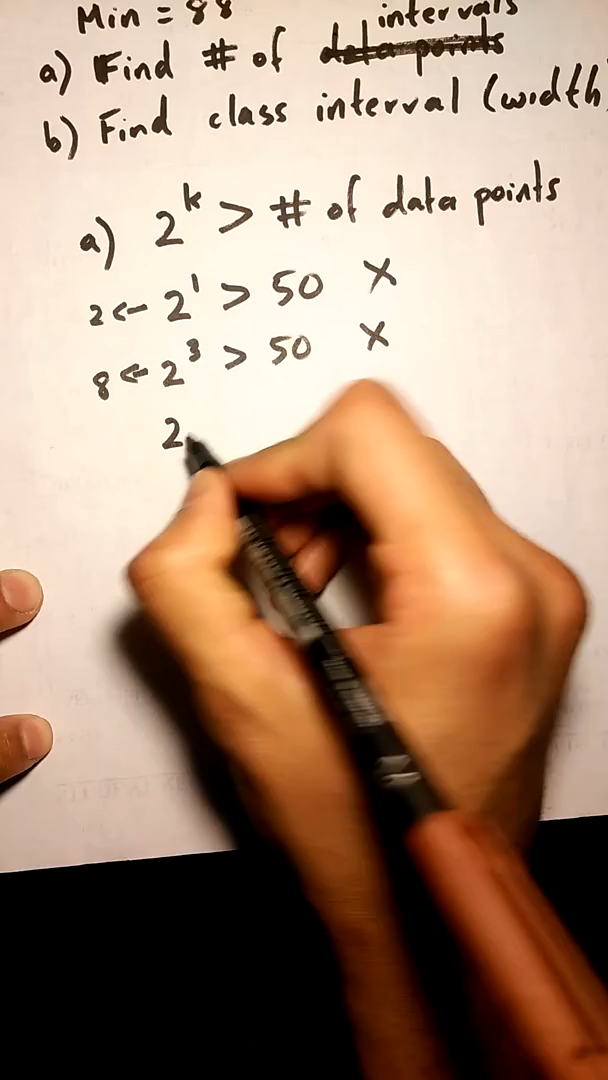 Min = 88
intervals
a) Find # of data points
b) Find class interval (width)
a) 2^k > # of data points
2 ← 2^1 > 50 X
8 ← 2^3 > 50 X
2